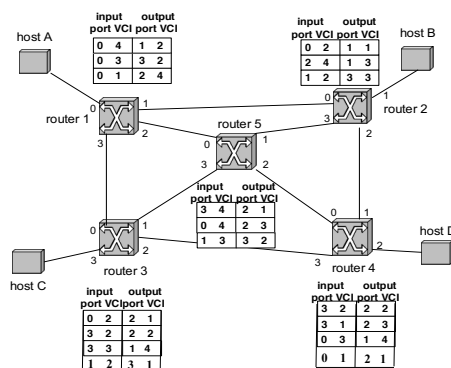 input output
port VCI port VCI
0 4 1 2
0 3 3 2
0 1 2 4
input output
port VCI port VCI
0 2 1 1
2 4 1 3
1 2 3 3
host A
host B
0
1
2
3
router 1
0
1
2
3
router 2
router 5
0
1
2
3
input output
port VCI port VCI
3 4 2 1
0 4 2 3
1 3 3 2
0
1
2
3
router 3
host C
0
1
2
3
router 4
host D
input output
port VCI port VCI
0 2 2 1
3 2 2 2
3 3 1 4
1 2 3 1
input output
port VCI port VCI
3 2 2 2
3 1 2 3
0 3 1 4
0 1 2 1